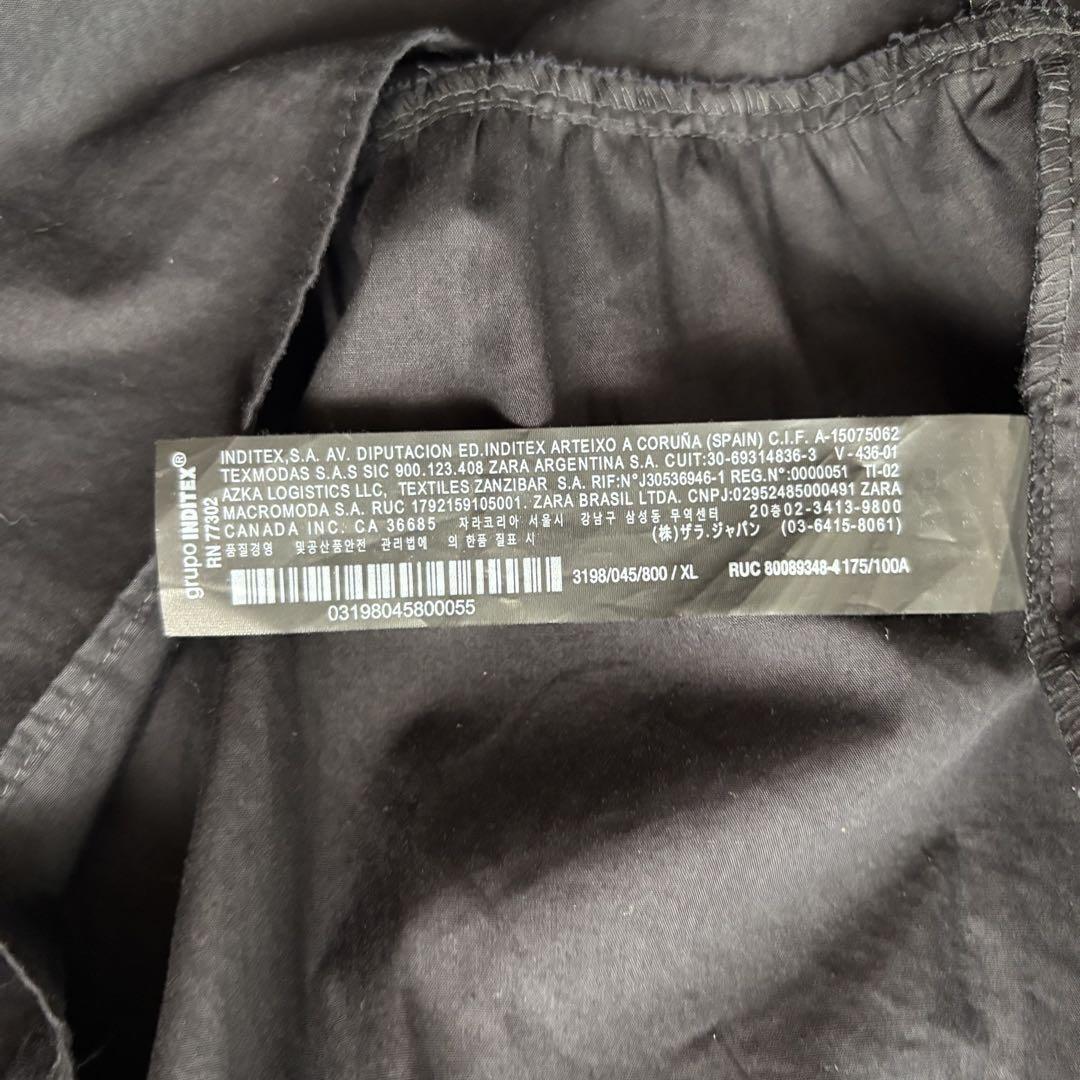 grupo INDITEX®
RN 77302
INDITEX,S.A. AV. DIPUTACION ED.INDITEX ARTEIXO A CORUÑA (SPAIN) C.I.F. A-15075062
TEXMODAS S.A.S SIC 900.123.408 ZARA ARGENTINA S.A. CUIT:30-69314836-3 V-436-01
AZKA LOGISTICS LLC, TEXTILES ZANZIBAR S.A. RIF:N°J30536946-1 REG.N°:0000051 TI-02
MACROMODA S.A. RUC 1792159105001. ZARA BRASIL LTDA. CNPJ:02952485000491 ZARA
CANADA INC. CA 36685 자라코리아 서울시 강남구 삼성동 무역센터 20층02-3413-9800
품질경영 및공산품안전 관리법에 의 한품 질표 시 (株)ザラ.ジャパン (03-6415-8061)
3198/045/800 / XL RUC 80089348-4 175/100A
03198045800055